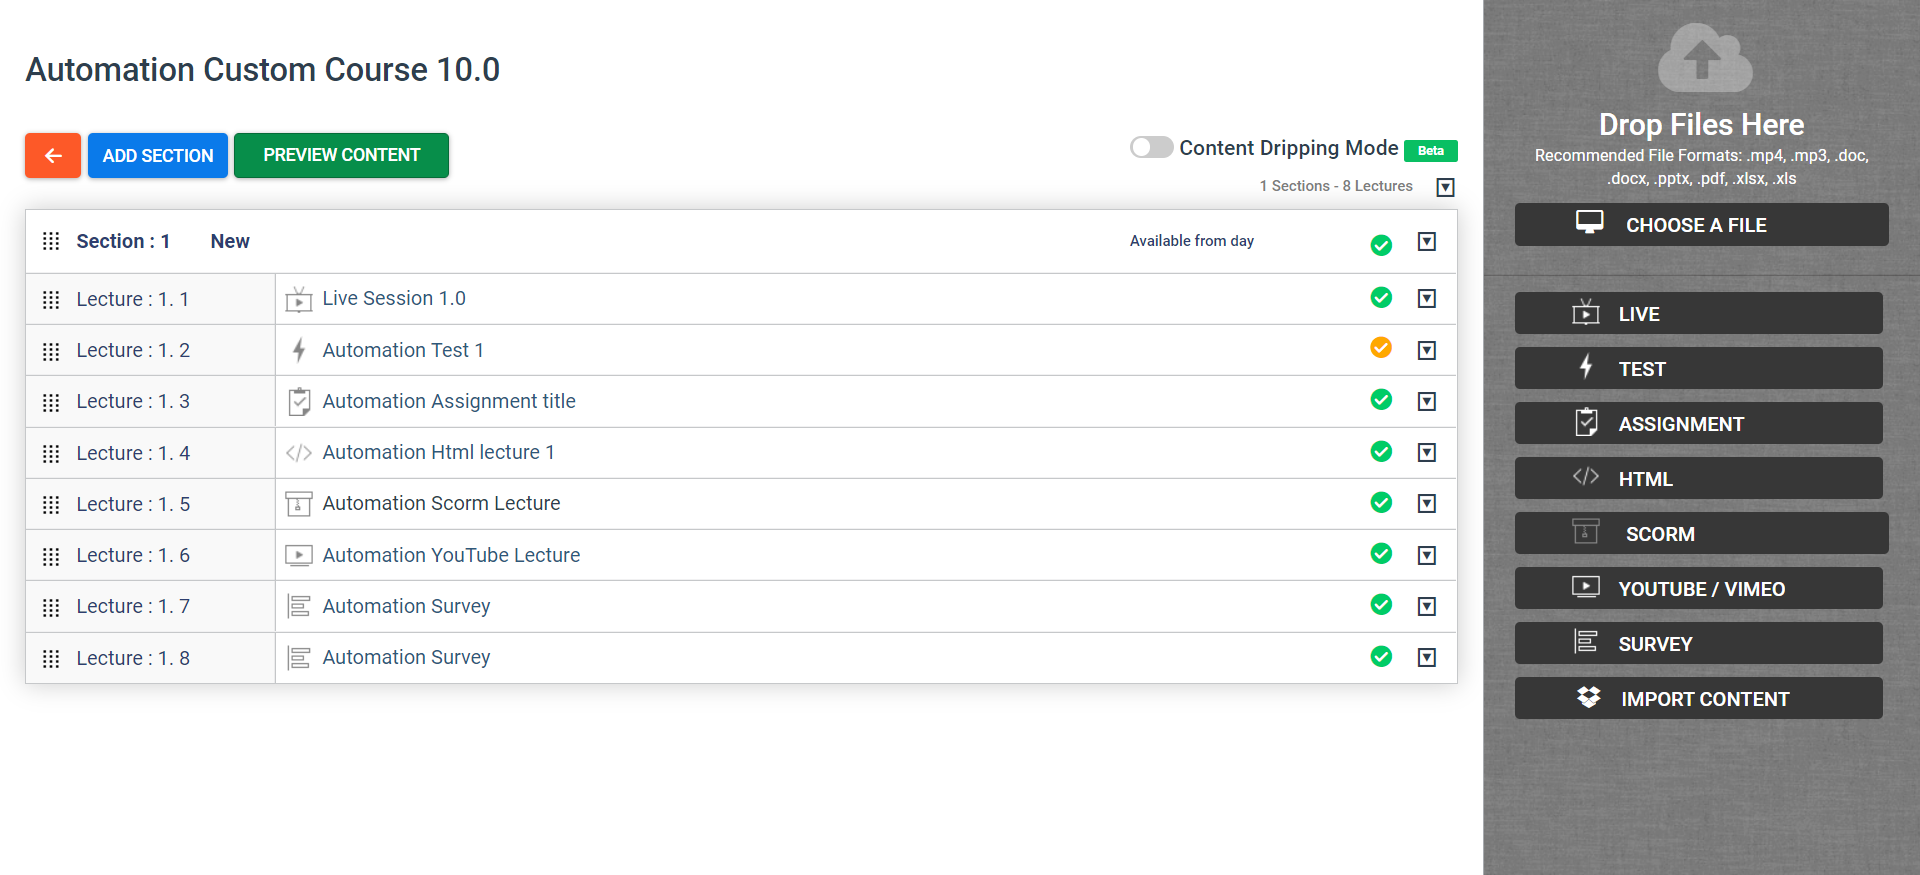 Automation Custom Course 10.0
ADD SECTION
PREVIEW CONTENT
Content Dripping Mode Beta
1 Sections - 8 Lectures
Section : 1 New Available from day
Lecture : 1. 1 Live Session 1.0
Lecture : 1. 2 Automation Test 1
Lecture : 1. 3 Automation Assignment title
Lecture : 1. 4 Automation Html lecture 1
Lecture : 1. 5 Automation Scorm Lecture
Lecture : 1. 6 Automation YouTube Lecture
Lecture : 1. 7 Automation Survey
Lecture : 1. 8 Automation Survey
Drop Files Here
Recommended File Formats: .mp4, .mp3, .doc,
.docx, .pptx, .pdf, .xlsx, .xls
CHOOSE A FILE
LIVE
TEST
ASSIGNMENT
HTML
SCORM
YOUTUBE / VIMEO
SURVEY
IMPORT CONTENT